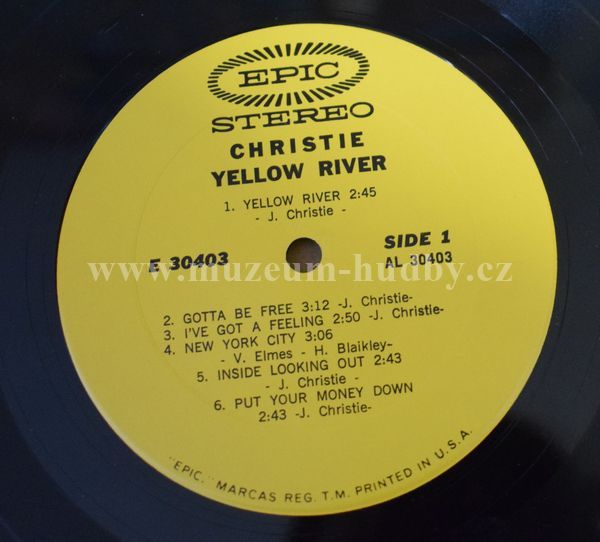 EPIC
STEREO
CHRISTIE
YELLOW RIVER
1. YELLOW RIVER 2:45
- J. Christie -
E 30403
SIDE 1
AL 30403
www.muzeum-hudby.cz
2. GOTTA BE FREE 3:12 -J. Christie-
3. I'VE GOT A FEELING 2:50 -J. Christie-
4. NEW YORK CITY 3:06
- V. Elmes - H. Blaikley-
5. INSIDE LOOKING OUT 2:43
- J. Christie -
6. PUT YOUR MONEY DOWN
2:43 -J. Christie-
"EPIC," MARCAS REG. T.M. PRINTED IN U.S.A.